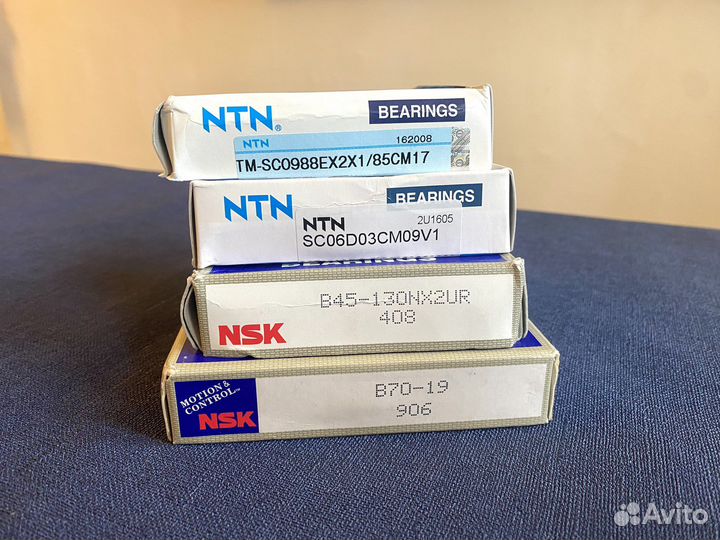 NTN® BEARINGS
NTN 162008
TM-SC0988EX2X1/85CM17
NTN BEARINGS
NTN 2U1605
SC06D03CM09V1
BEARINGS
B45-130NX2UR
408
NSK
MOTION &
CONTROL™
NSK
B70-19
906
Avito